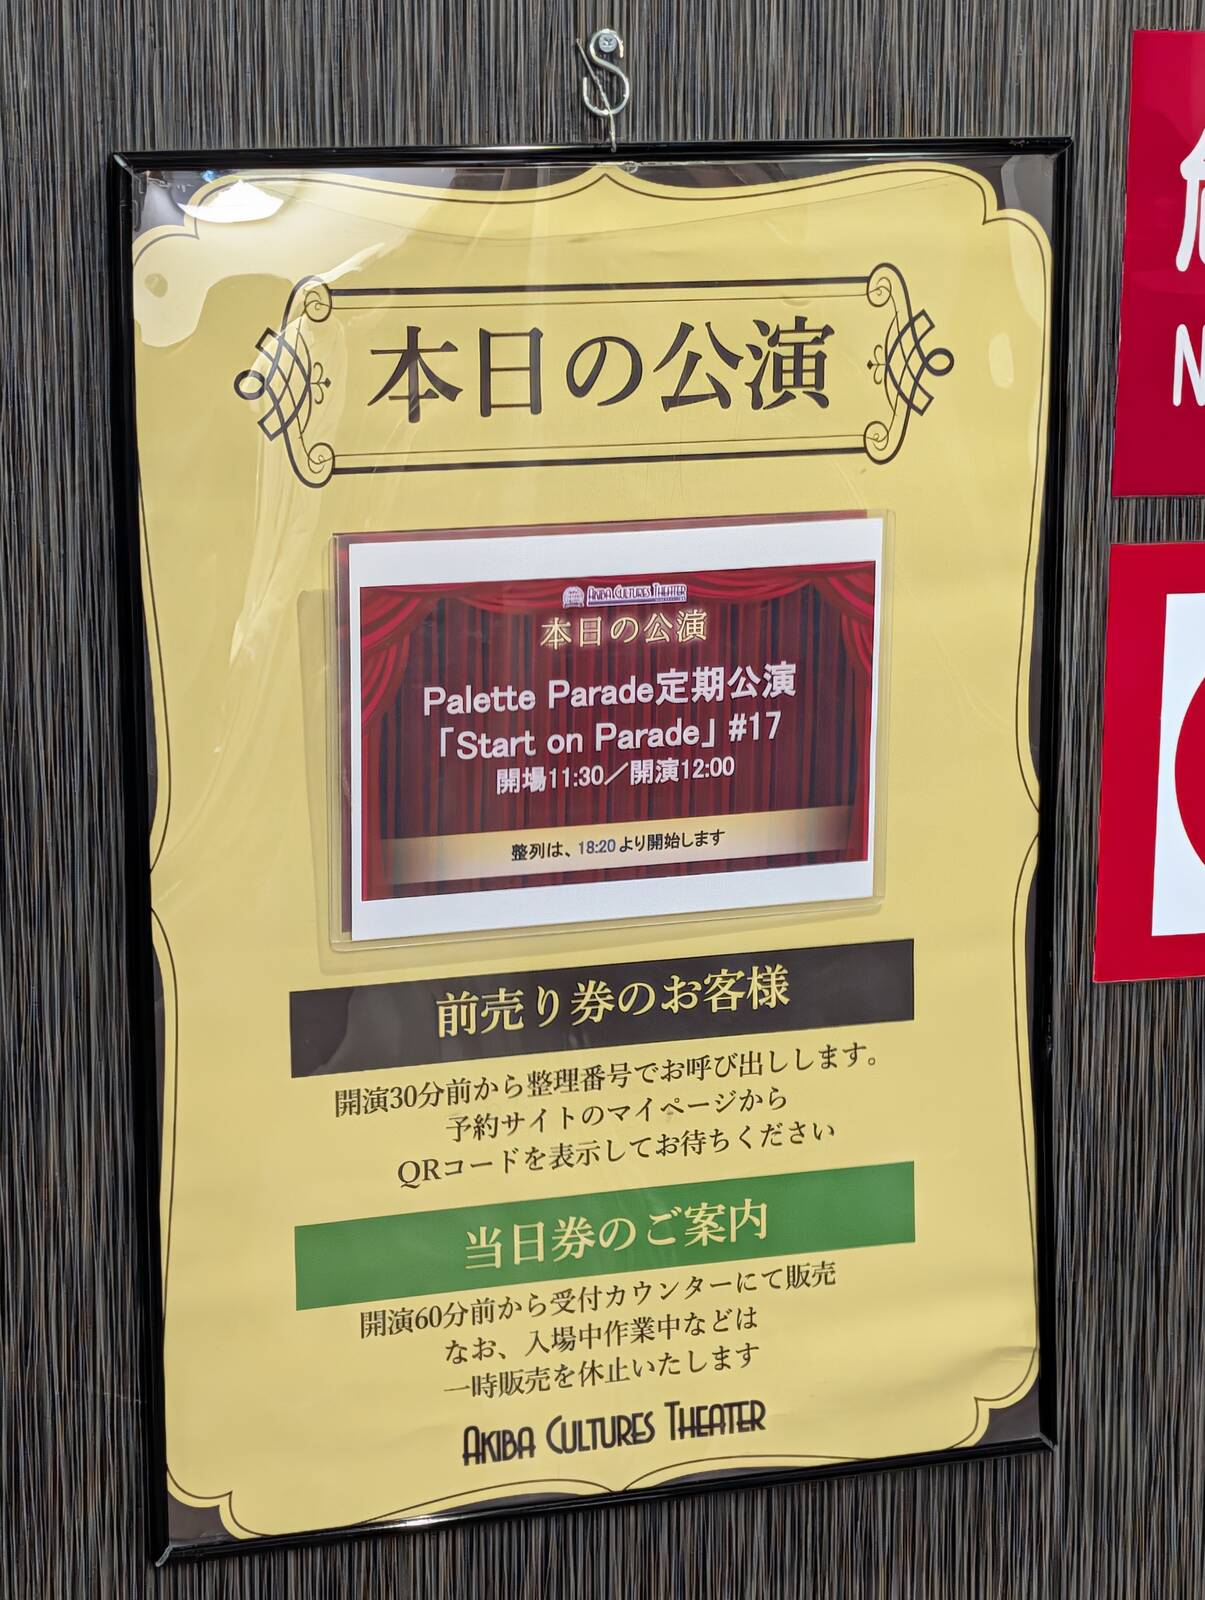 本日の公演
AKIBA CULTURES THEATER
本日の公演
Palette Parade定期公演
「Start on Parade」#17
開場11:30／開演12:00
整列は、18:20より開始します
前売り券のお客様
開演30分前から整理番号でお呼び出しします。
予約サイトのマイページから
QRコードを表示してお待ちください
当日券のご案内
開演60分前から受付カウンターにて販売
なお、入場中作業中などは
一時販売を休止いたします
AKIBA CULTURES THEATER
N